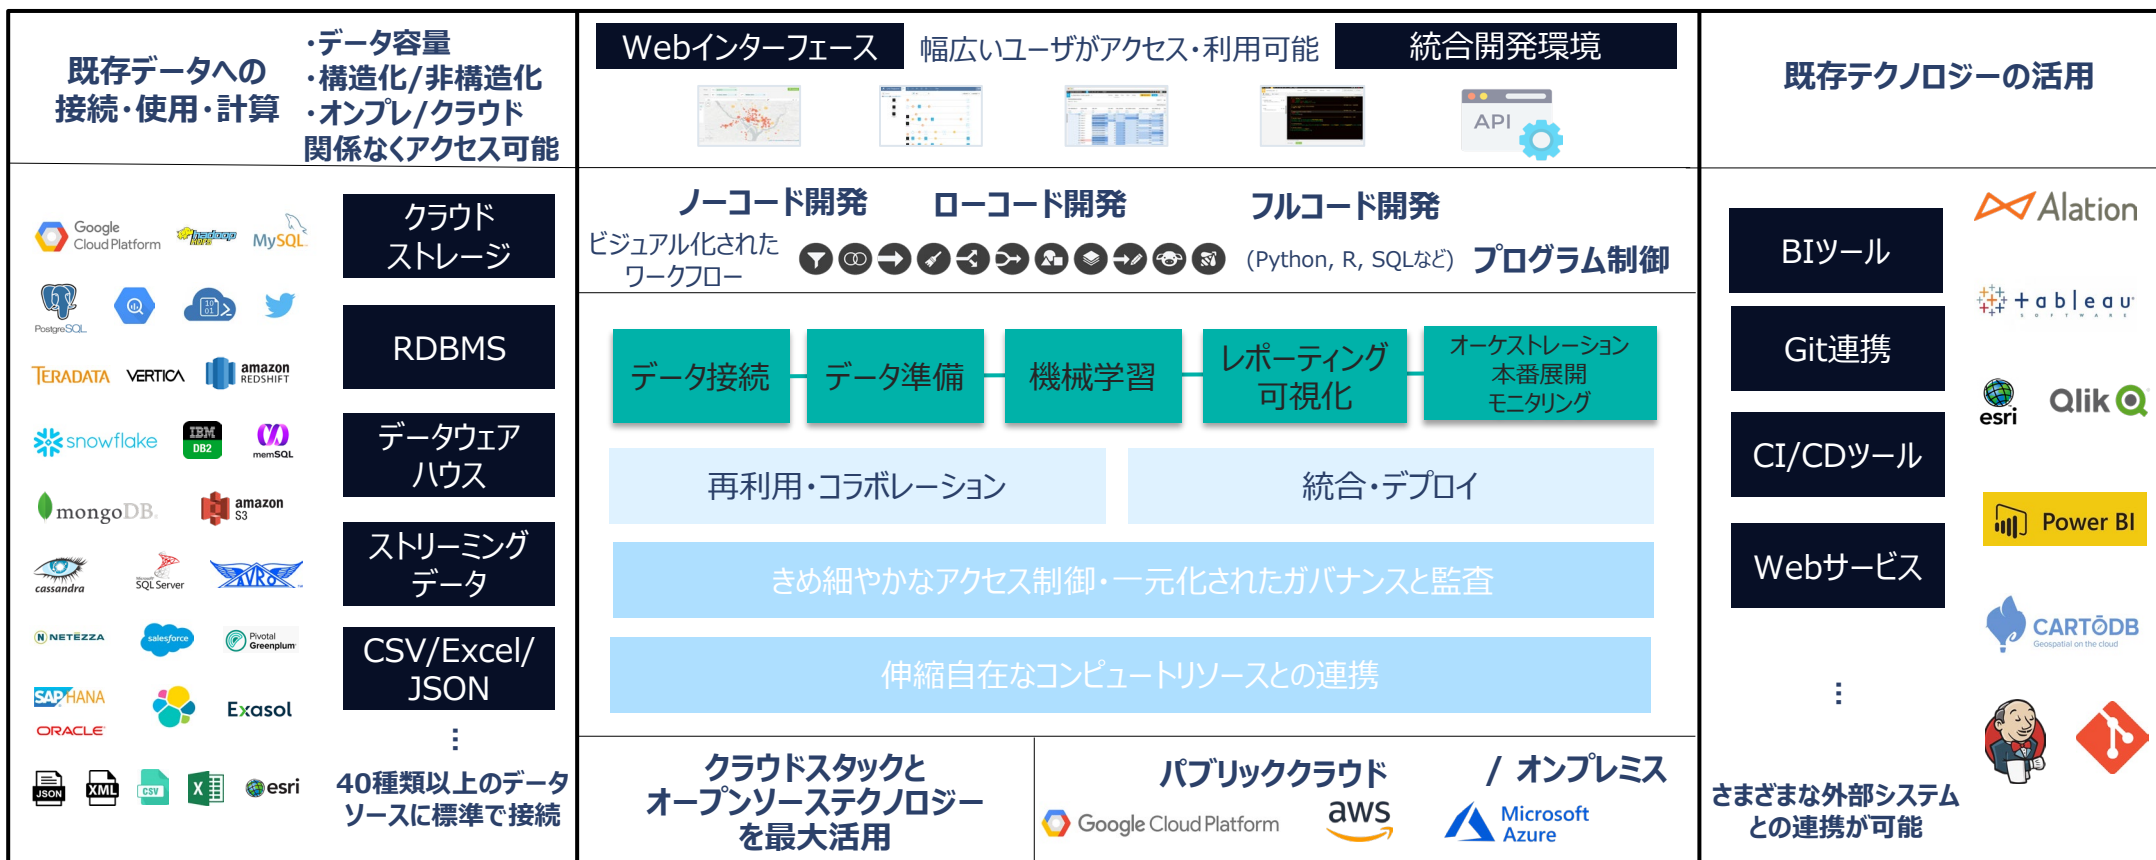 既存データへの
接続・使用・計算
・データ容量
・構造化/非構造化
・オンプレ/クラウド
関係なくアクセス可能
Google
Cloud Platform
hadoop
MySQL
PostgreSQL
TERADATA
VERTICA
amazon
REDSHIFT
snowflake
IBM
DB2
memSQL
mongoDB
amazon
S3
cassandra
Microsoft
SQL Server
AVRO
NETEZZA
salesforce
Pivotal
Greenplum
SAP HANA
Exasol
ORACLE
JSON
XML
CSV
X
esri
クラウド
ストレージ
RDBMS
データウェア
ハウス
ストリーミング
データ
CSV/Excel/
JSON
⋮
40種類以上のデータ
ソースに標準で接続
Webインターフェース
幅広いユーザがアクセス・利用可能
統合開発環境
API
ノーコード開発
ローコード開発
フルコード開発
ビジュアル化された
ワークフロー
(Python, R, SQLなど)
プログラム制御
データ接続
データ準備
機械学習
レポーティング
可視化
オーケストレーション
本番展開
モニタリング
再利用・コラボレーション
統合・デプロイ
きめ細やかなアクセス制御・一元化されたガバナンスと監査
伸縮自在なコンピュートリソースとの連携
クラウドスタックと
オープンソーステクノロジー
を最大活用
パブリッククラウド
/ オンプレミス
Google Cloud Platform
aws
Microsoft
Azure
既存テクノロジーの活用
BIツール
Git連携
CI/CDツール
Webサービス
⋮
さまざまな外部システム
との連携が可能
Alation
+ableau
SOFTWARE
esri
Qlik
Power BI
CARTODB
Geospatial on the cloud